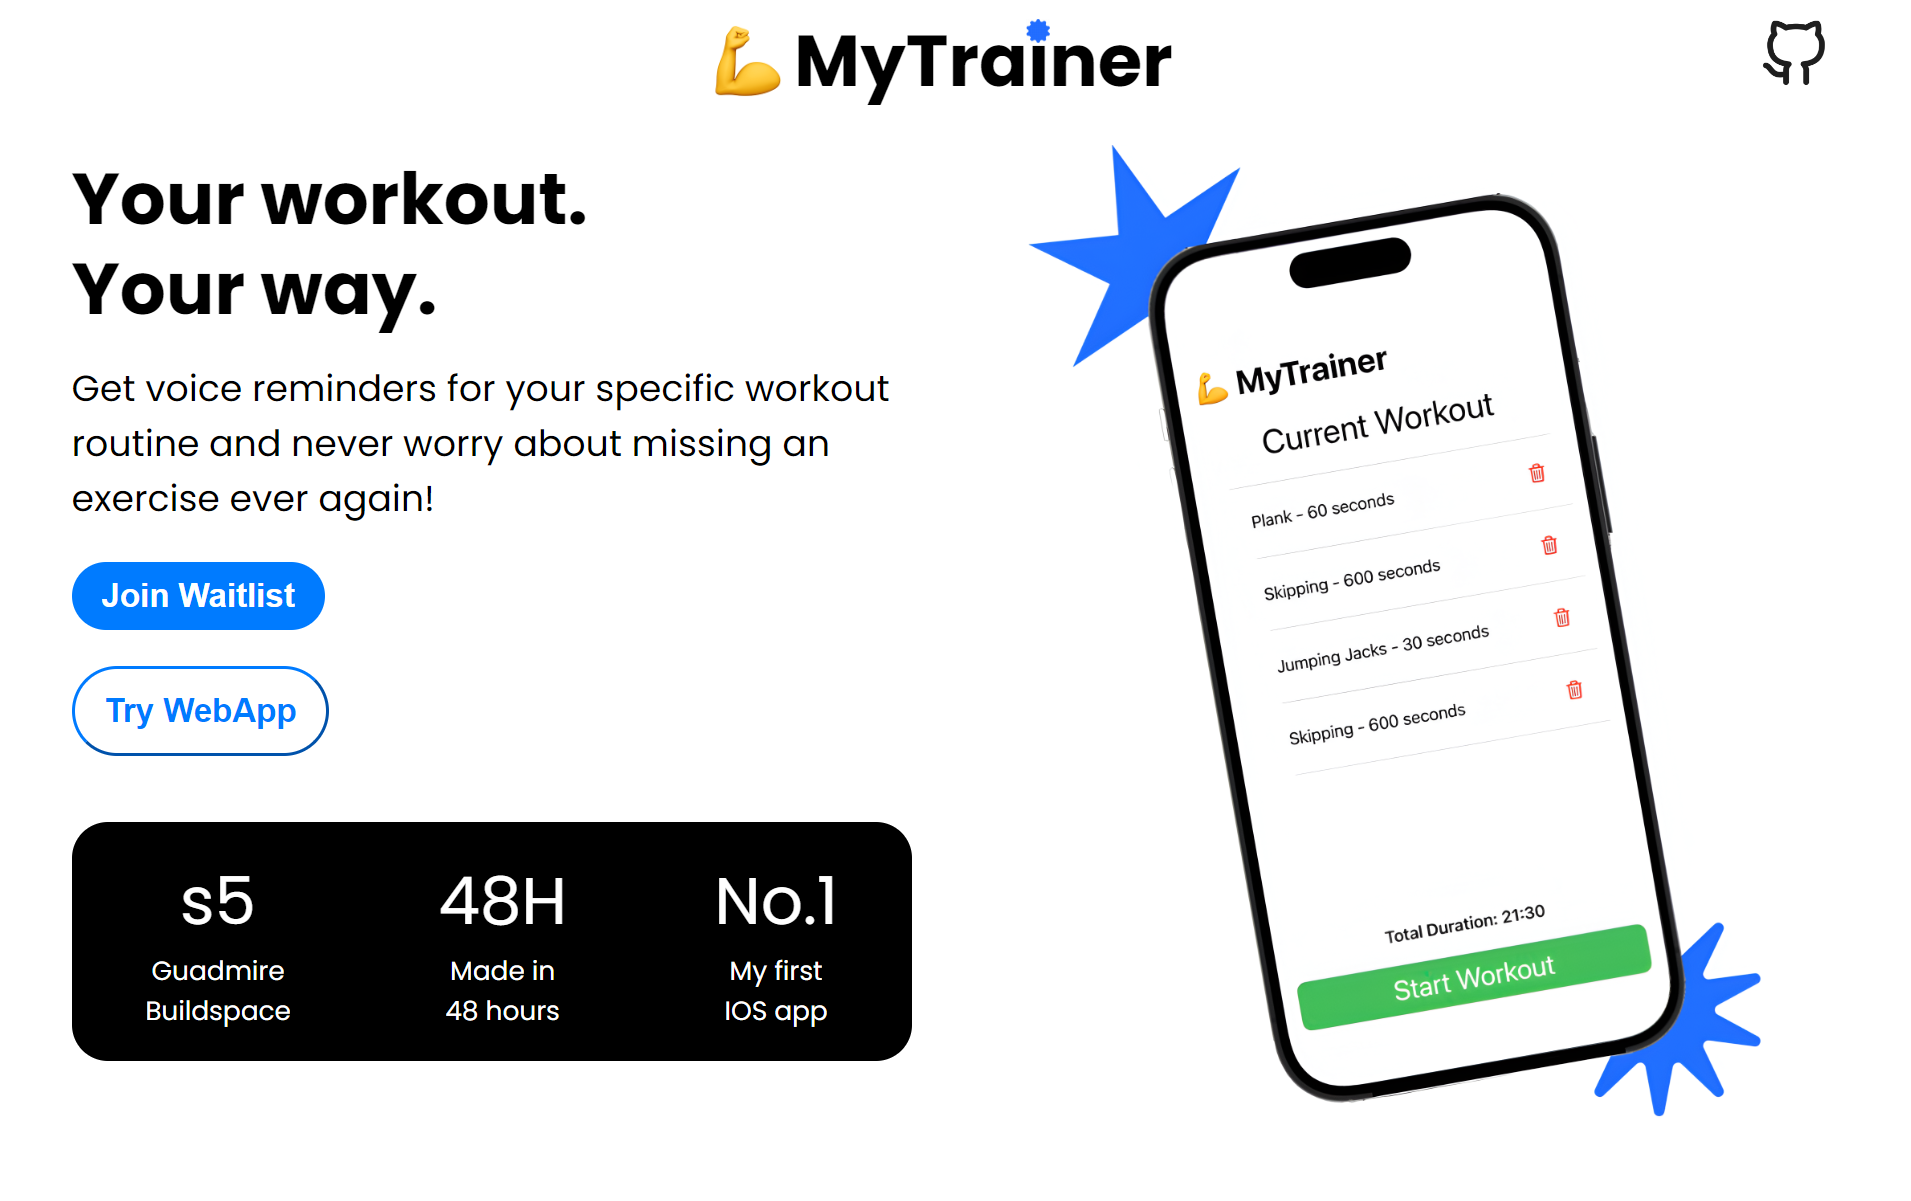 MyTrainer
Your workout.
Your way.
Get voice reminders for your specific workout
routine and never worry about missing an
exercise ever again!
Join Waitlist
Try WebApp
s5
Guadmire
Buildspace
48H
Made in
48 hours
No.1
My first
IOS app
MyTrainer
Current Workout
Plank - 60 seconds
Skipping - 600 seconds
Jumping Jacks - 30 seconds
Skipping - 600 seconds
Total Duration: 21:30
Start Workout